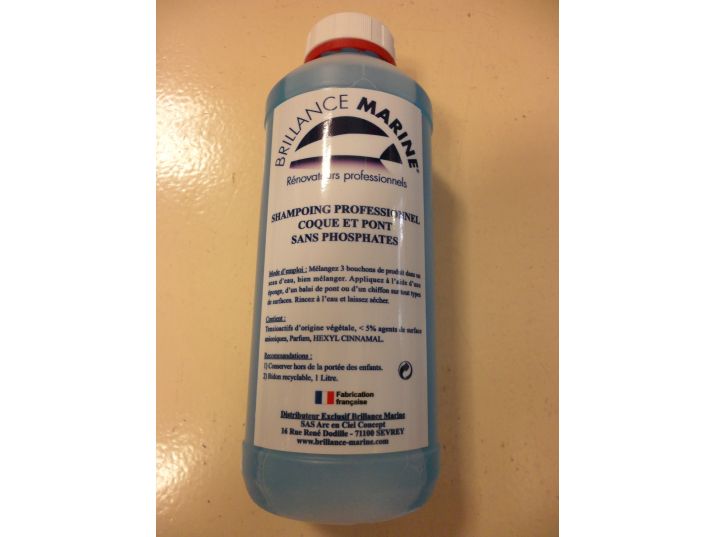 BRILLANCE MARINE®
Rénovateurs professionnels
SHAMPOING PROFESSIONNEL
COQUE ET PONT
SANS PHOSPHATES
Mode d'emploi : Mélangez 3 bouchons de produit dans un
seau d'eau, bien mélanger. Appliquez à l'aide d'une
éponge, d'un balai de pont ou d'un chiffon sur tout types
de surfaces. Rincez à l'eau et laissez sécher.
Contient :
Tensioactifs d'origine végétale, < 5% agents de surface
anioniques, Parfum, HEXYL CINNAMAL.
Recommandations :
1) Conserver hors de la portée des enfants.
2) Bidon recyclable, 1 Litre.
Fabrication
française
Distributeur Exclusif Brillance Marine
SAS Arc en Ciel Concept
16 Rue René Dodille - 71100 SEVREY
www.brillance-marine.com